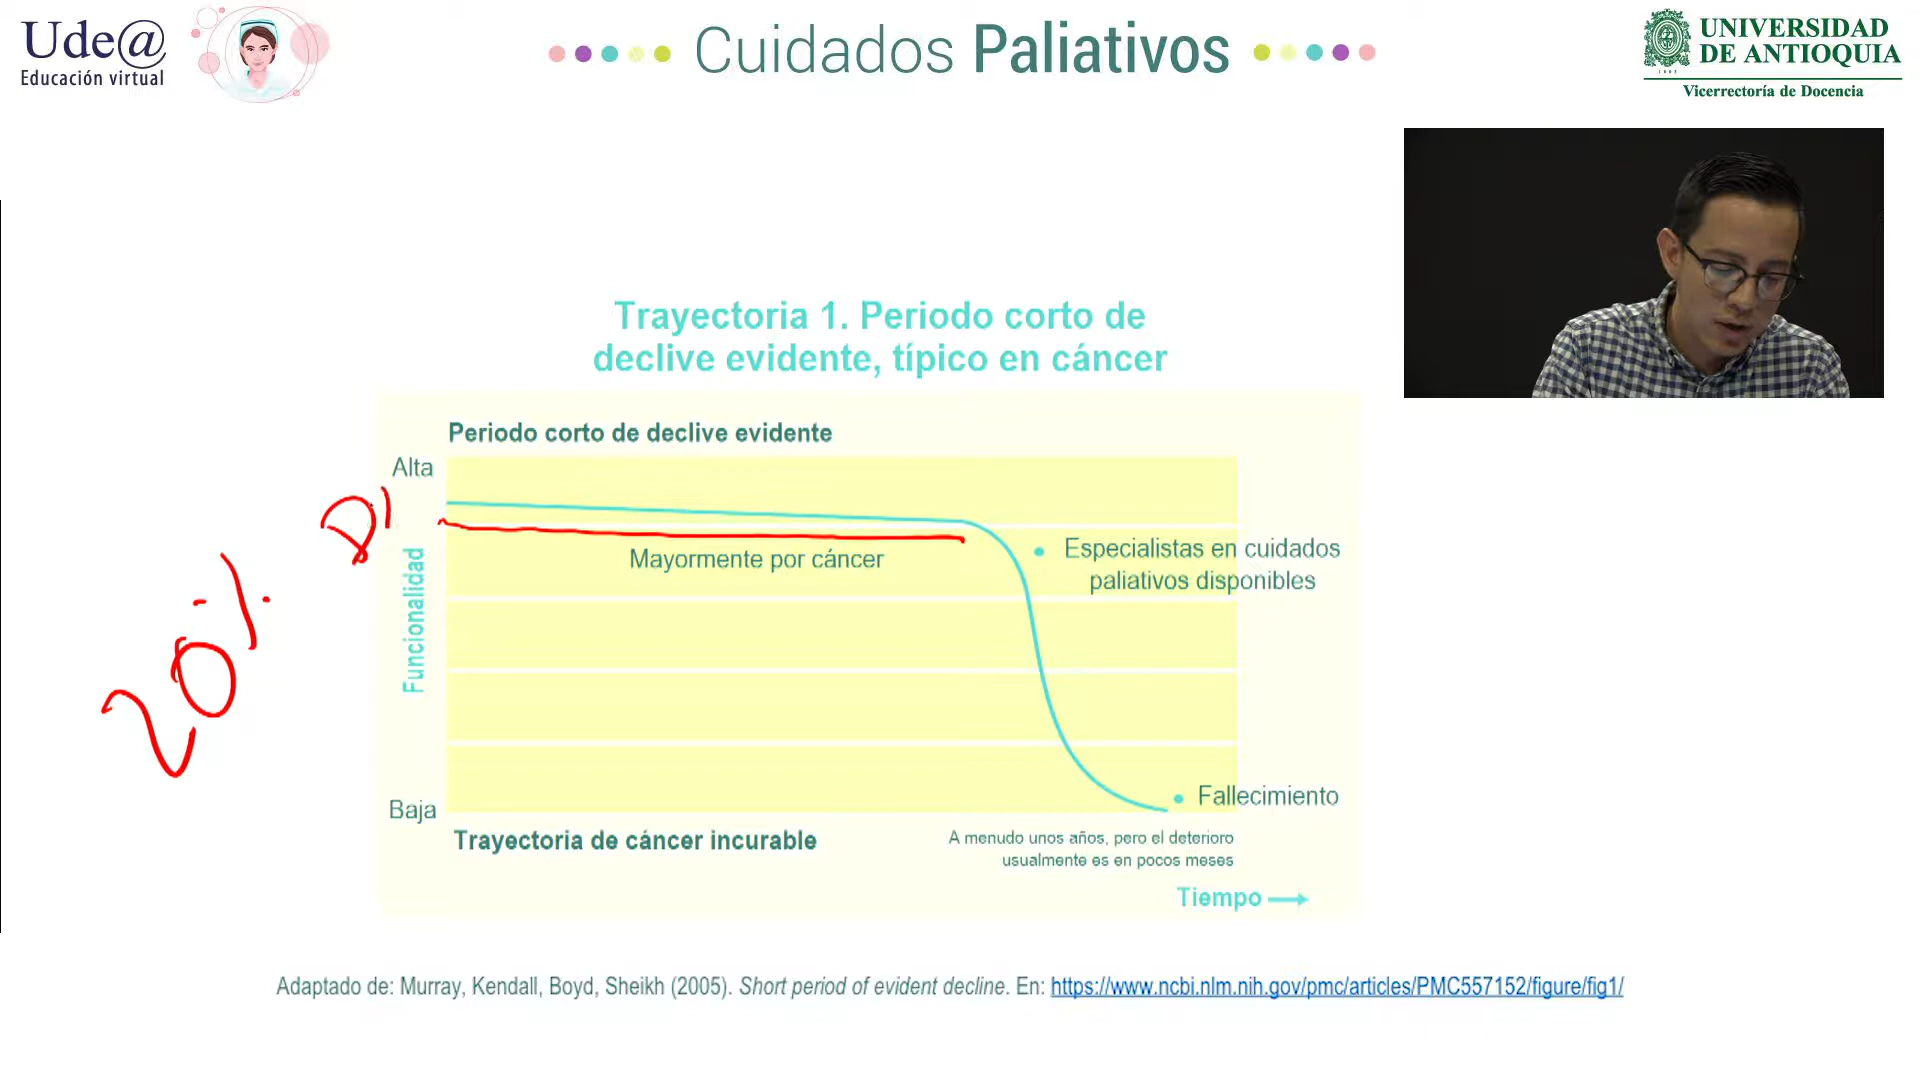 Ude@
Educación virtual
Cuidados Paliativos
UNIVERSIDAD
DE ANTIOQUIA
1803
Vicerrectoría de Docencia
Trayectoria 1. Periodo corto de
declive evidente, típico en cáncer
Periodo corto de declive evidente
Alta
Funcionalidad
Baja
Mayormente por cáncer
Especialistas en cuidados
paliativos disponibles
Fallecimiento
Trayectoria de cáncer incurable
A menudo unos años, pero el deterioro
usualmente es en pocos meses
Tiempo
20%
Adaptado de: Murray, Kendall, Boyd, Sheikh (2005). Short period of evident decline. En: https://www.ncbi.nlm.nih.gov/pmc/articles/PMC557152/figure/fig1/